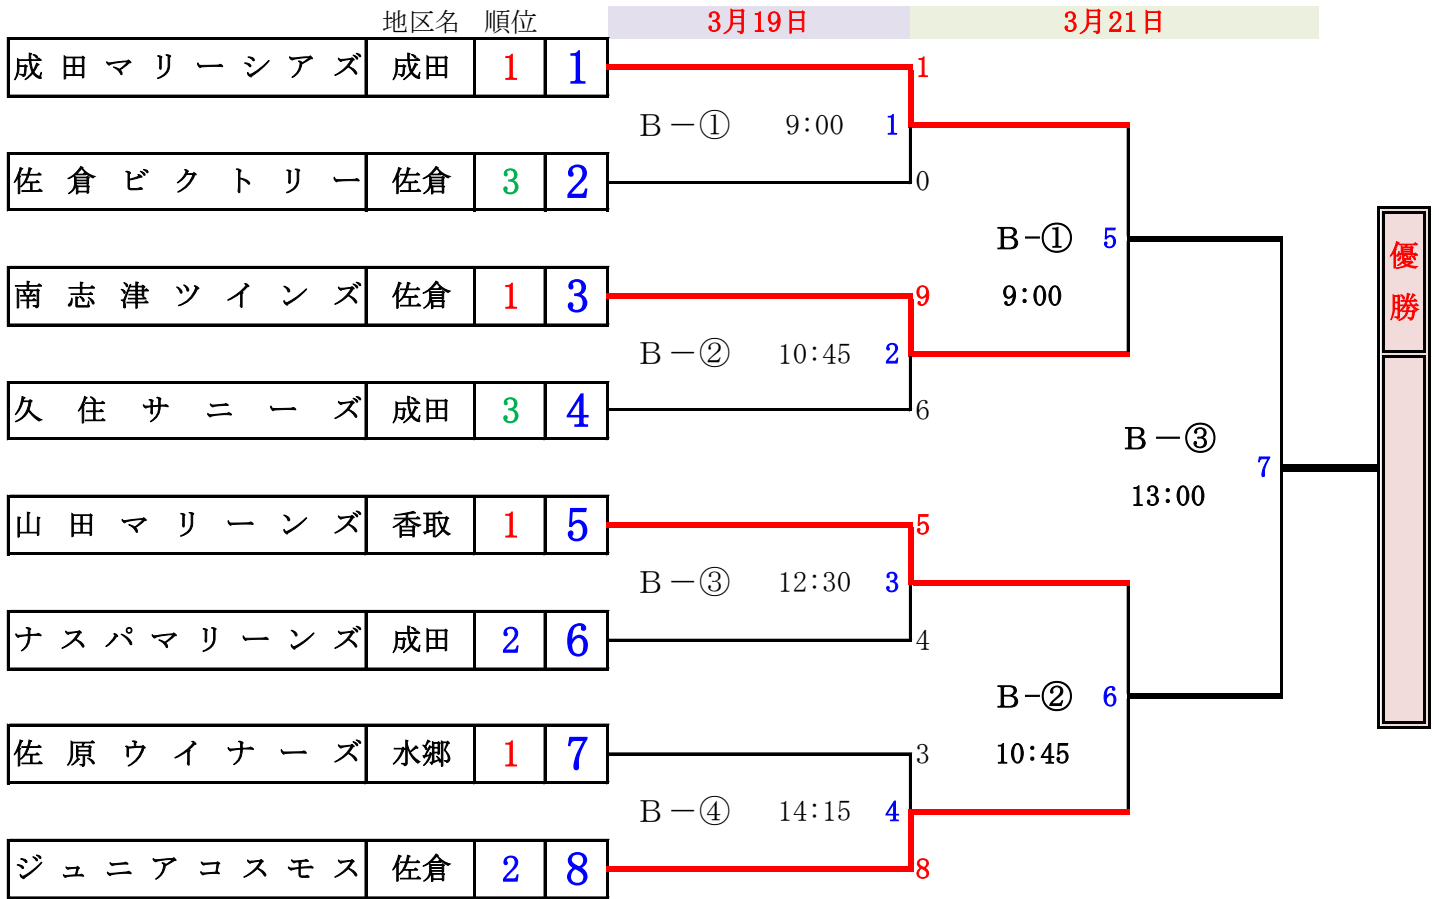 地区名 順位 3月19日 3月21日
成田マリーシアズ 成田 1 1 1
B－① 9:00 1
佐倉ビクトリー 佐倉 3 2 0
B-① 5
9:00
南志津ツインズ 佐倉 1 3 9
B－② 10:45 2
久住サニーズ 成田 3 4 6
優勝
B－③ 7
13:00
山田マリーンズ 香取 1 5 5
B－③ 12:30 3
ナスパマリーンズ 成田 2 6 4
B-② 6
10:45
佐原ウイナーズ 水郷 1 7 3
B－④ 14:15 4
ジュニアコスモス 佐倉 2 8 8